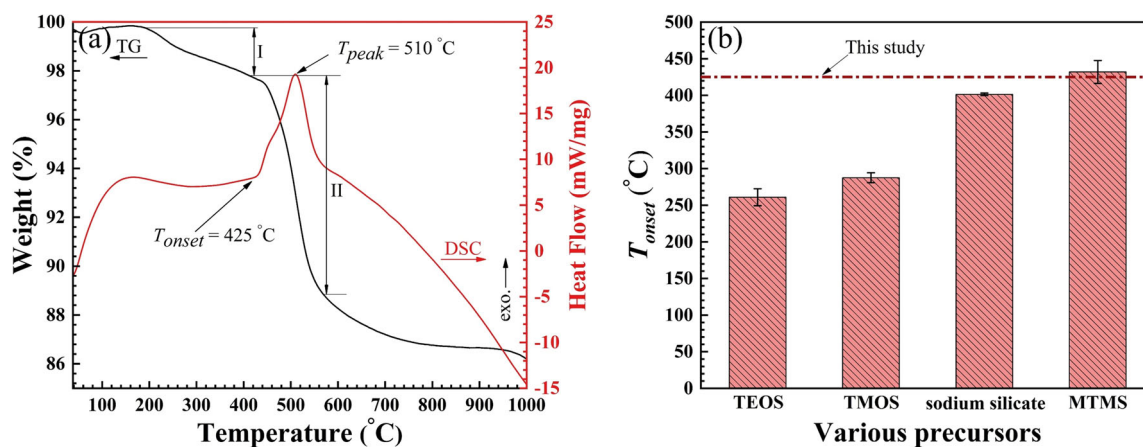 (a)
TG
I
T_peak = 510 °C
II
T_onset = 425 °C
DSC
exo.
Weight (%)
100
98
96
94
92
90
88
86
Heat Flow (mW/mg)
25
20
15
10
5
0
-5
-10
-15
100 200 300 400 500 600 700 800 900 1000
Temperature (°C)
(b)
This study
T_onset (°C)
500
450
400
350
300
250
200
150
100
50
0
TEOS TMOS sodium silicate MTMS
Various precursors